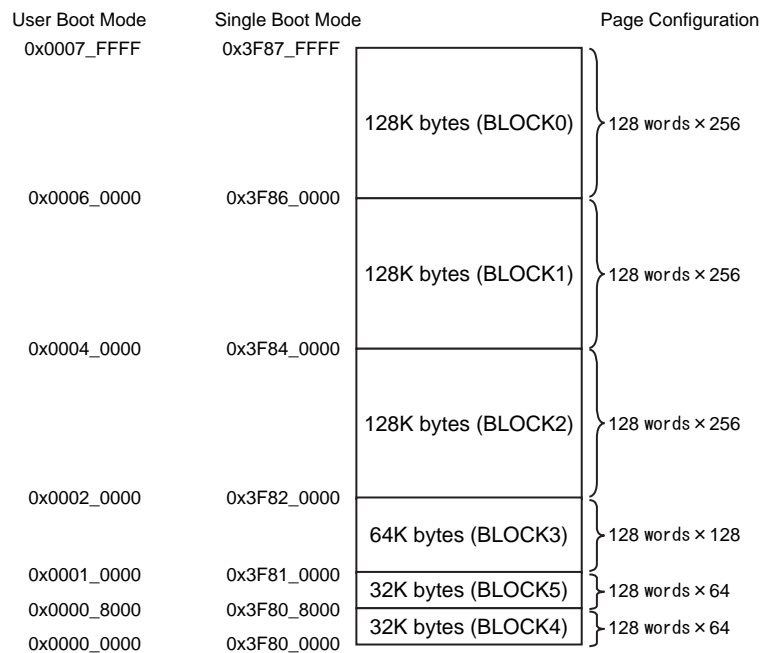 User Boot Mode Single Boot Mode Page Configuration
0x0007_FFFF 0x3F87_FFFF
128K bytes (BLOCK0) 128 words×256
0x0006_0000 0x3F86_0000
128K bytes (BLOCK1) 128 words×256
0x0004_0000 0x3F84_0000
128K bytes (BLOCK2) 128 words×256
0x0002_0000 0x3F82_0000
64K bytes (BLOCK3) 128 words×128
0x0001_0000 0x3F81_0000
32K bytes (BLOCK5) 128 words×64
0x0000_8000 0x3F80_8000
32K bytes (BLOCK4) 128 words×64
0x0000_0000 0x3F80_0000